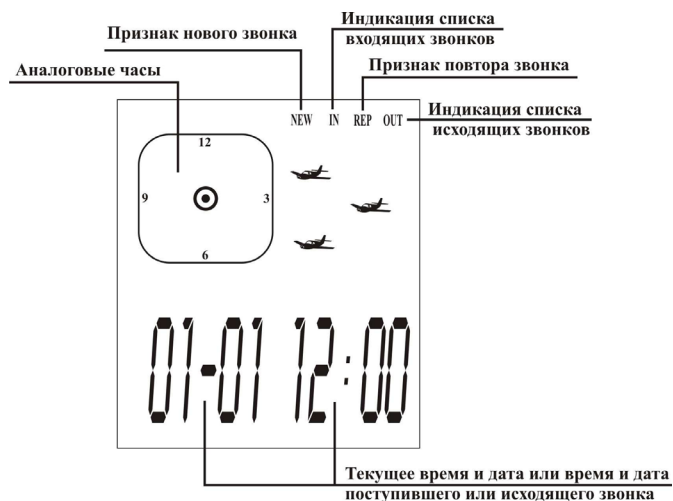 Индикация списка
входящих звонков
Признак нового звонка
Признак повтора звонка
Аналоговые часы
Индикация списка
исходящих звонков
NEW IN REP OUT
12
9 3
6
01-01 12:00
Текущее время и дата или время и дата
поступившего или исходящего звонка